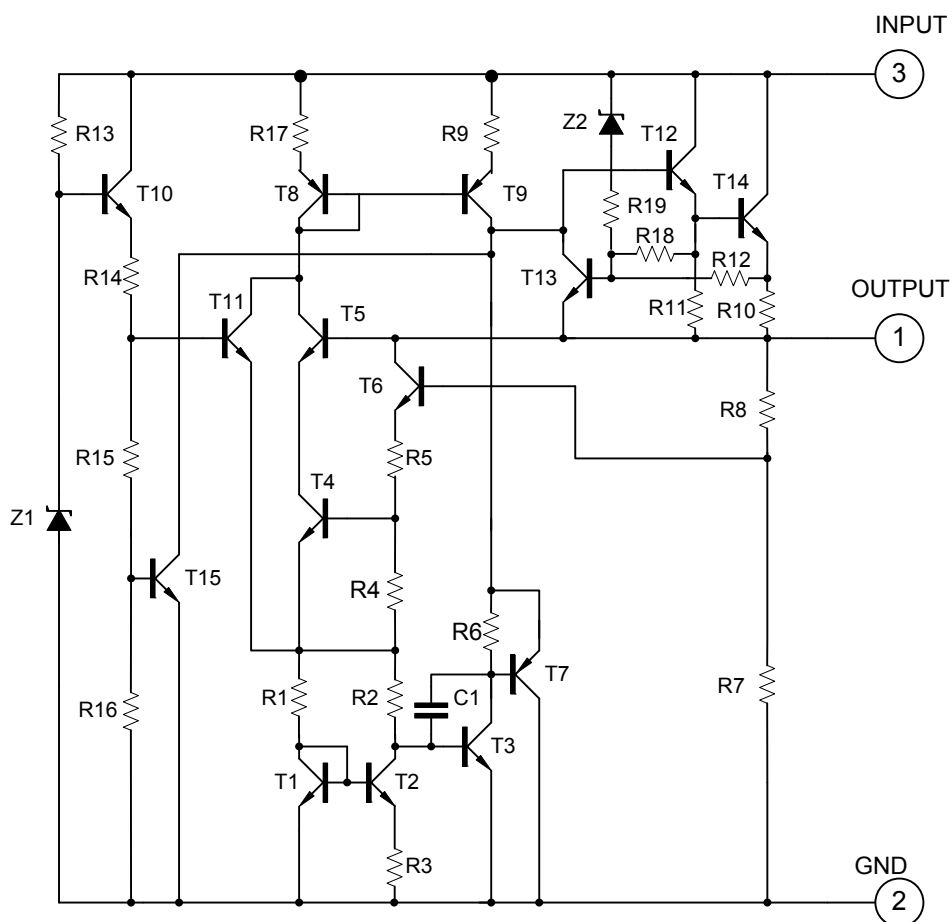 INPUT
3
R13
R17
R9
Z2
T12
T10
T8
T9
T14
R19
R18
R12
R14
T11
T5
T13
R11
R10
OUTPUT
1
T6
R8
R15
R5
Z1
T4
T15
R4
R6
T7
R16
R1
R2
C1
R7
T3
T1
T2
R3
GND
2